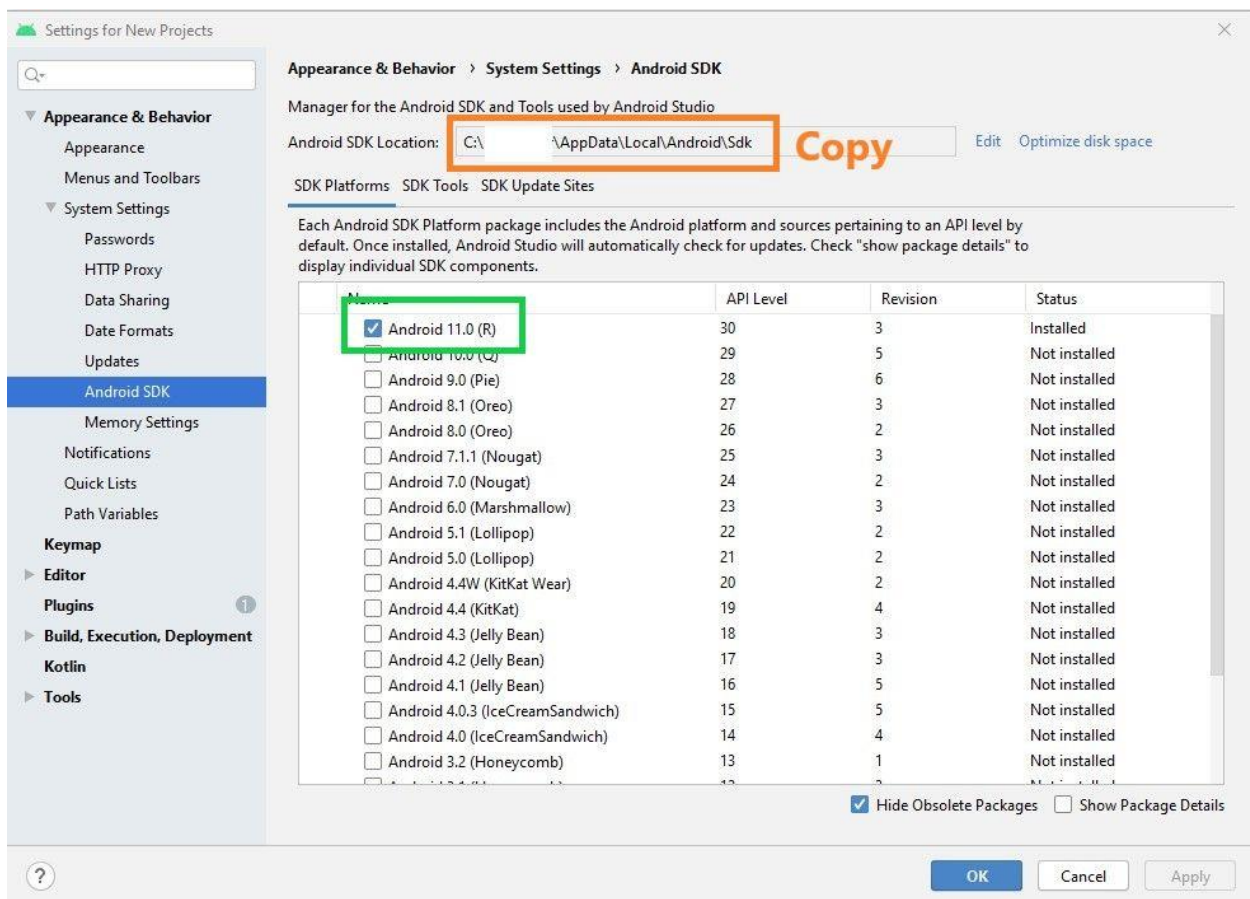 Settings for New Projects
Appearance & Behavior
Appearance
Menus and Toolbars
System Settings
Passwords
HTTP Proxy
Data Sharing
Date Formats
Updates
Android SDK
Memory Settings
Notifications
Quick Lists
Path Variables
Keymap
Editor
Plugins 1
Build, Execution, Deployment
Kotlin
Tools
Appearance & Behavior › System Settings › Android SDK
Manager for the Android SDK and Tools used by Android Studio
Android SDK Location: C:\ \AppData\Local\Android\Sdk Copy Edit Optimize disk space
SDK Platforms SDK Tools SDK Update Sites
Each Android SDK Platform package includes the Android platform and sources pertaining to an API level by
default. Once installed, Android Studio will automatically check for updates. Check "show package details" to
display individual SDK components.
Name API Level Revision Status
Android 11.0 (R) 30 3 Installed
Android 10.0 (Q) 29 5 Not installed
Android 9.0 (Pie) 28 6 Not installed
Android 8.1 (Oreo) 27 3 Not installed
Android 8.0 (Oreo) 26 2 Not installed
Android 7.1.1 (Nougat) 25 3 Not installed
Android 7.0 (Nougat) 24 2 Not installed
Android 6.0 (Marshmallow) 23 3 Not installed
Android 5.1 (Lollipop) 22 2 Not installed
Android 5.0 (Lollipop) 21 2 Not installed
Android 4.4W (KitKat Wear) 20 2 Not installed
Android 4.4 (KitKat) 19 4 Not installed
Android 4.3 (Jelly Bean) 18 3 Not installed
Android 4.2 (Jelly Bean) 17 3 Not installed
Android 4.1 (Jelly Bean) 16 5 Not installed
Android 4.0.3 (IceCreamSandwich) 15 5 Not installed
Android 4.0 (IceCreamSandwich) 14 4 Not installed
Android 3.2 (Honeycomb) 13 1 Not installed
Hide Obsolete Packages Show Package Details
? OK Cancel Apply